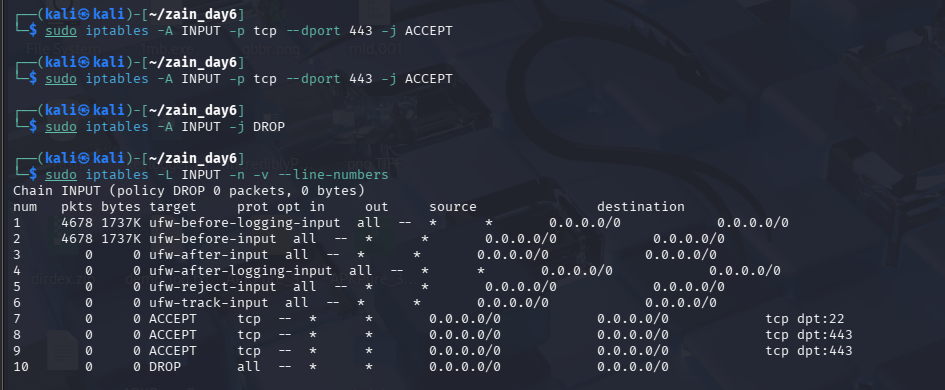 ┌──(kali㉿kali)-[~/zain_day6]
└─$ sudo iptables -A INPUT -p tcp --dport 443 -j ACCEPT
┌──(kali㉿kali)-[~/zain_day6]
└─$ sudo iptables -A INPUT -p tcp --dport 443 -j ACCEPT
┌──(kali㉿kali)-[~/zain_day6]
└─$ sudo iptables -A INPUT -j DROP
┌──(kali㉿kali)-[~/zain_day6]
└─$ sudo iptables -L INPUT -n -v --line-numbers
Chain INPUT (policy DROP 0 packets, 0 bytes)
num   pkts bytes target     prot opt in     out     source               destination
1     4678 1737K ufw-before-logging-input  all  --  *      *       0.0.0.0/0            0.0.0.0/0
2     4678 1737K ufw-before-input  all  --  *      *       0.0.0.0/0            0.0.0.0/0
3        0     0 ufw-after-input  all  --  *      *       0.0.0.0/0            0.0.0.0/0
4        0     0 ufw-after-logging-input  all  --  *      *       0.0.0.0/0            0.0.0.0/0
5        0     0 ufw-reject-input  all  --  *      *       0.0.0.0/0            0.0.0.0/0
6        0     0 ufw-track-input  all  --  *      *       0.0.0.0/0            0.0.0.0/0
7        0     0 ACCEPT     tcp  --  *      *       0.0.0.0/0            0.0.0.0/0            tcp dpt:22
8        0     0 ACCEPT     tcp  --  *      *       0.0.0.0/0            0.0.0.0/0            tcp dpt:443
9        0     0 ACCEPT     tcp  --  *      *       0.0.0.0/0            0.0.0.0/0            tcp dpt:443
10       0     0 DROP       all  --  *      *       0.0.0.0/0            0.0.0.0/0